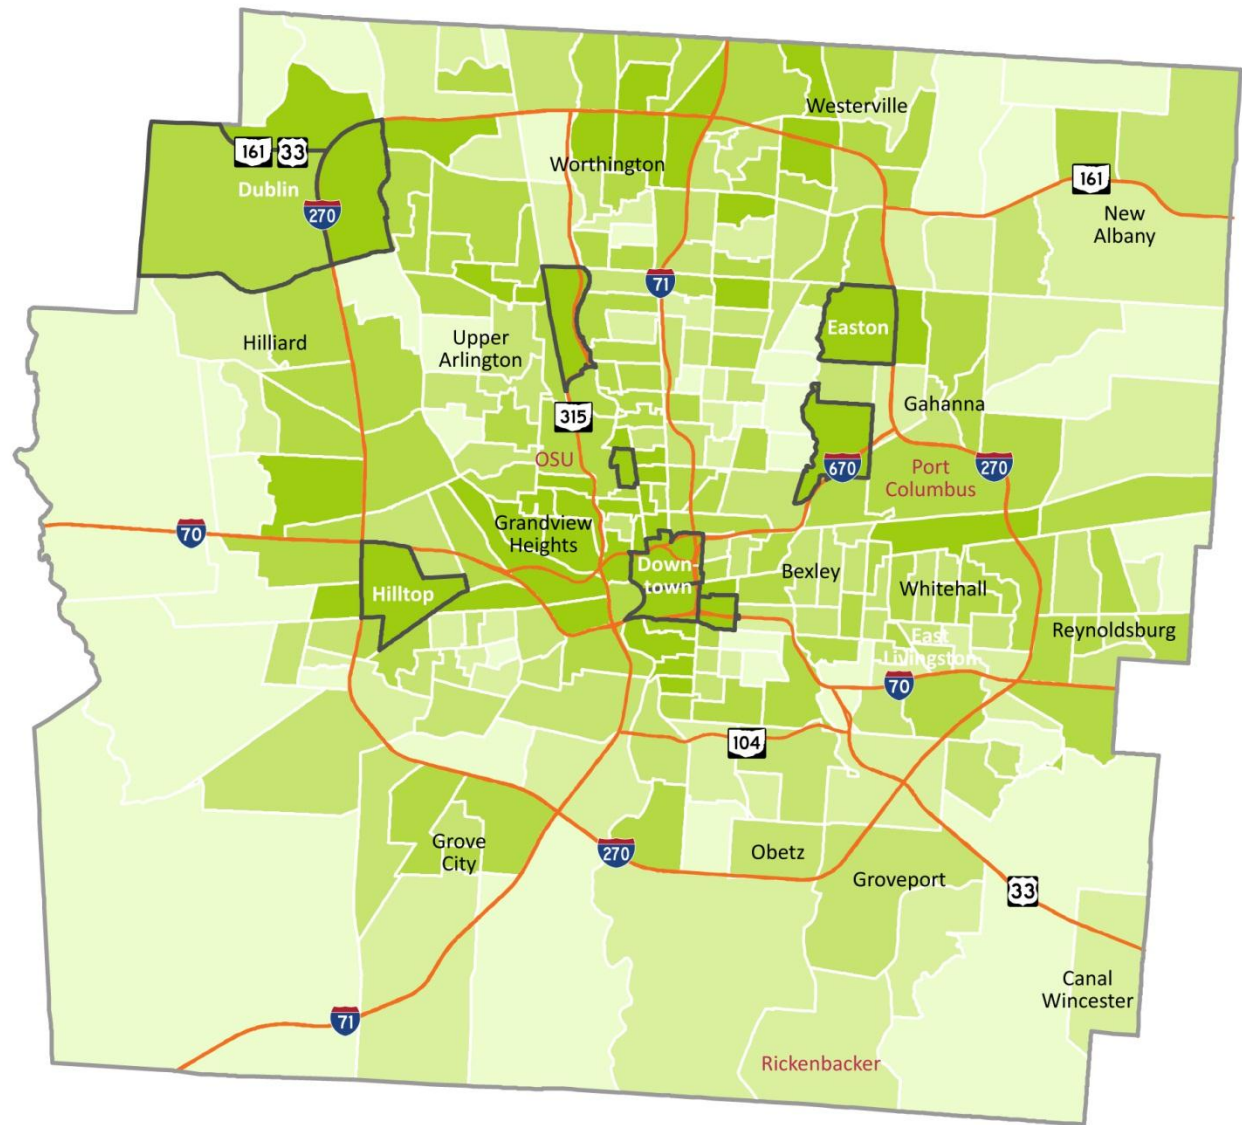 Westerville
161 33
Worthington
Dublin
161
270
New
Albany
71
Easton
Hilliard
Upper
Arlington
Gahanna
315
OSU
670
Port
Columbus
270
70
Grandview
Heights
Down-
town
Bexley
Whitehall
Hilltop
Reynoldsburg
East
Livingston
70
104
Grove
City
270
Obetz
Groveport
33
Canal
Wincester
71
Rickenbacker